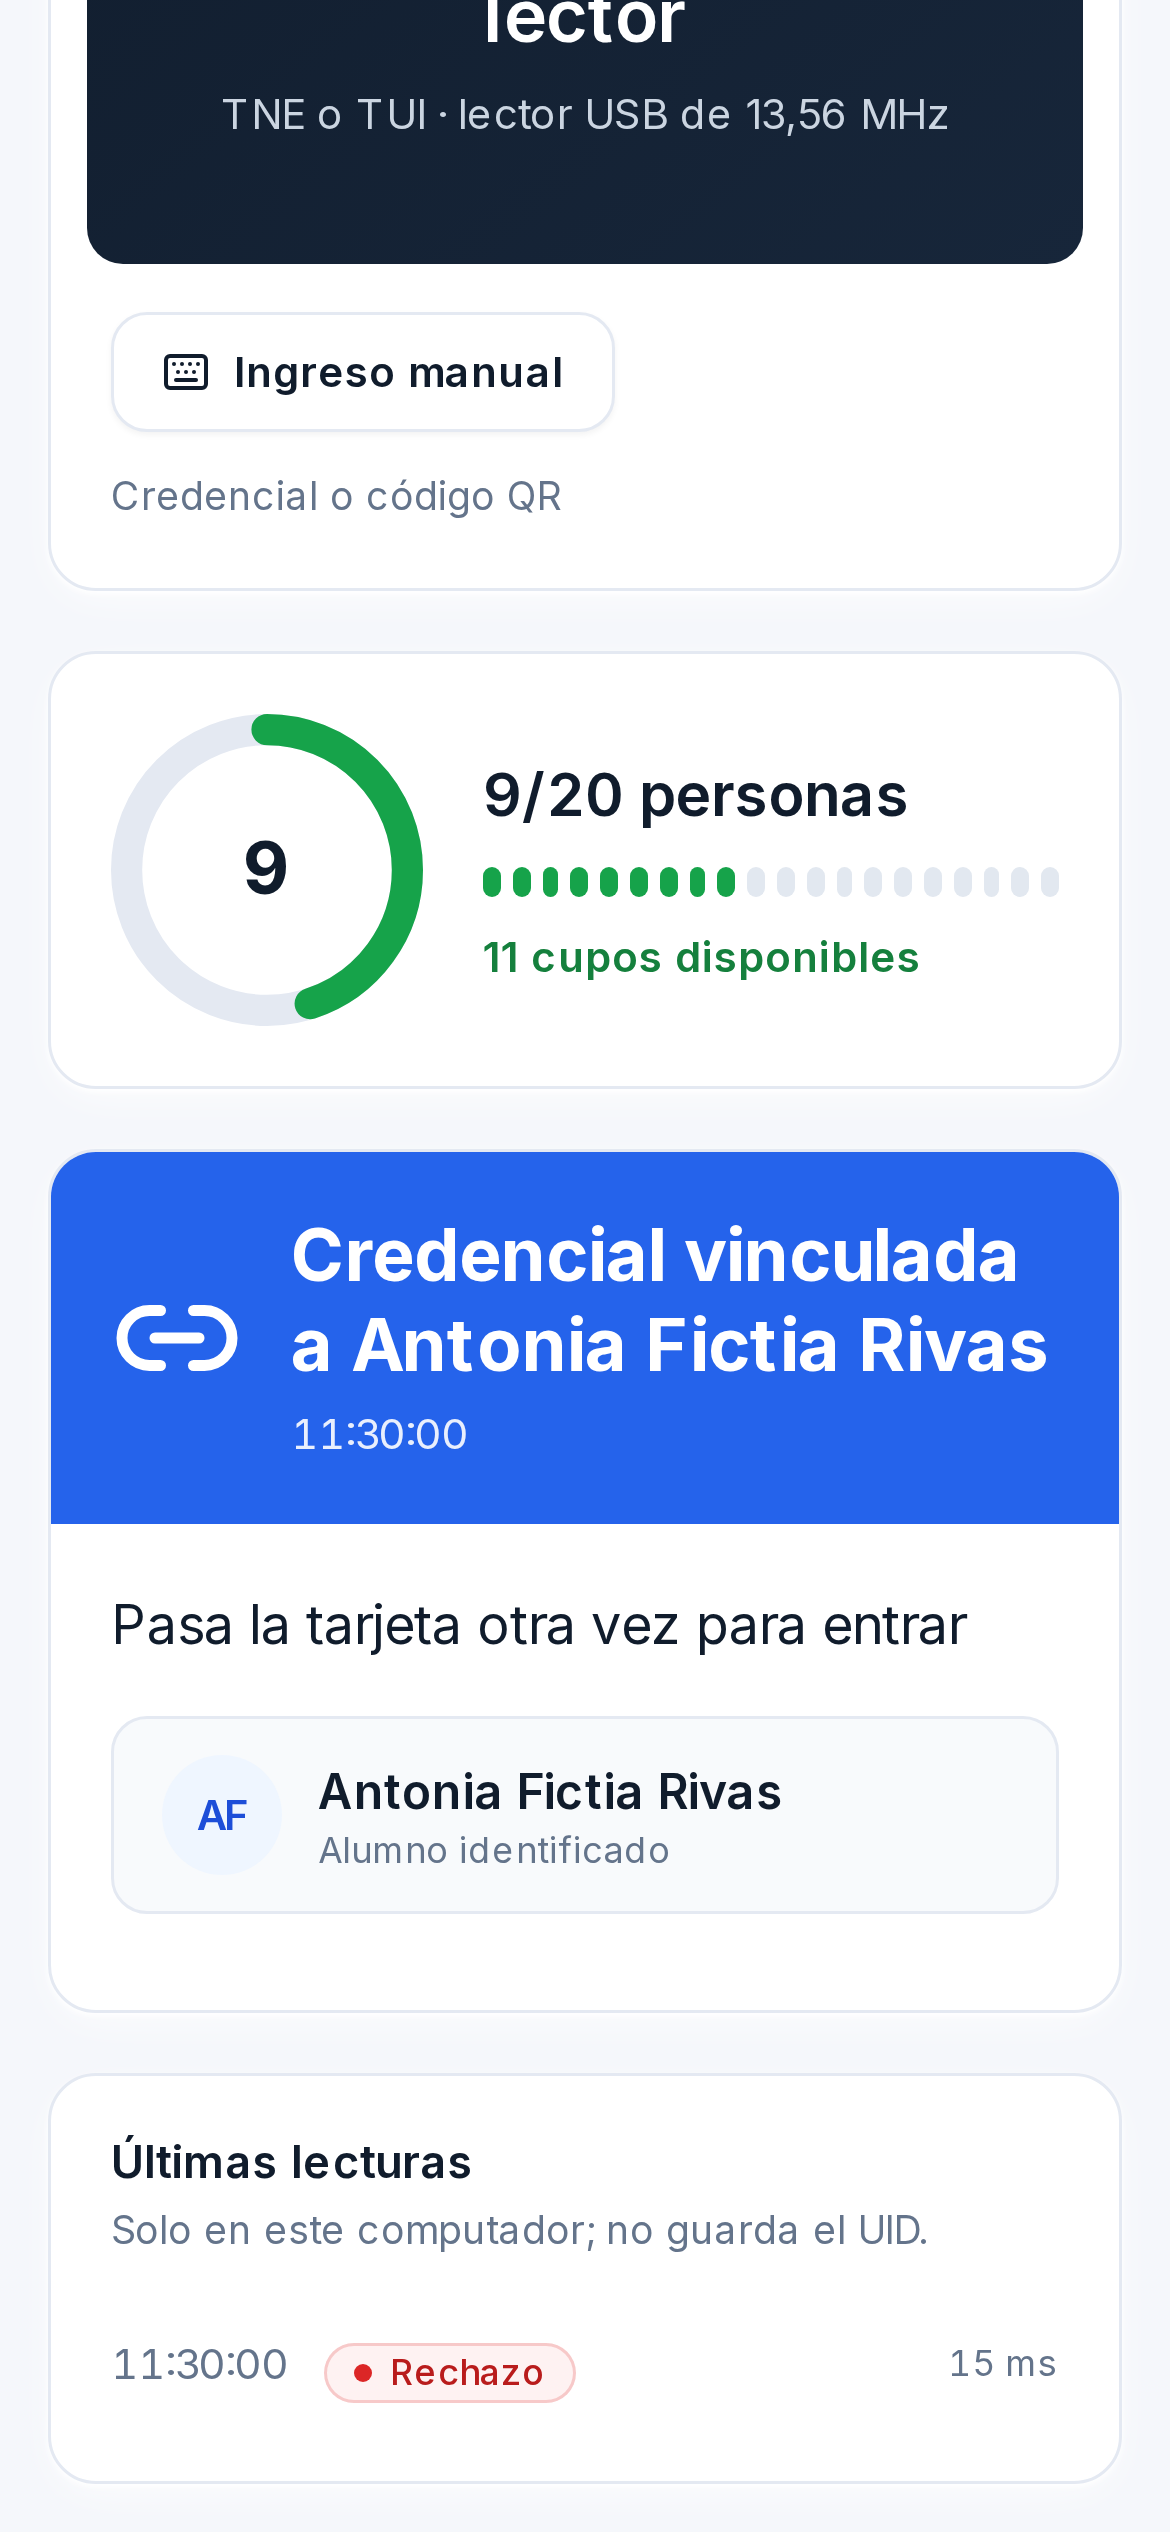 lector
TNE o TUI · lector USB de 13,56 MHz
Ingreso manual
Credencial o código QR
9
9/20 personas
11 cupos disponibles
Credencial vinculada
a Antonia Fictia Rivas
11:30:00
Pasa la tarjeta otra vez para entrar
AF
Antonia Fictia Rivas
Alumno identificado
Últimas lecturas
Solo en este computador; no guarda el UID.
11:30:00 Rechazo 15 ms